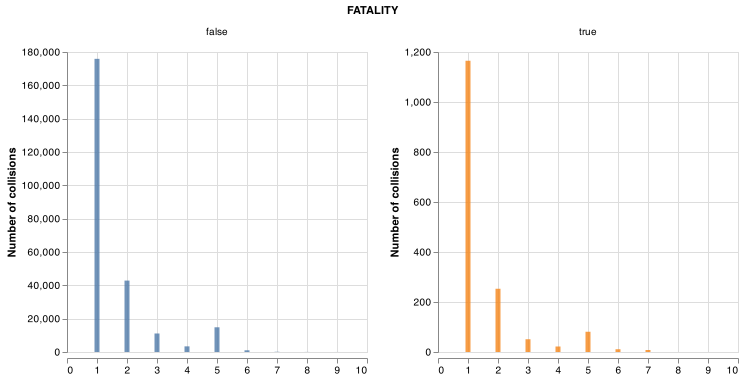 FATALITY
false
true
Number of collisions
180,000
160,000
140,000
120,000
100,000
80,000
60,000
40,000
20,000
0
0 1 2 3 4 5 6 7 8 9 10
Number of collisions
1,200
1,000
800
600
400
200
0
0 1 2 3 4 5 6 7 8 9 10